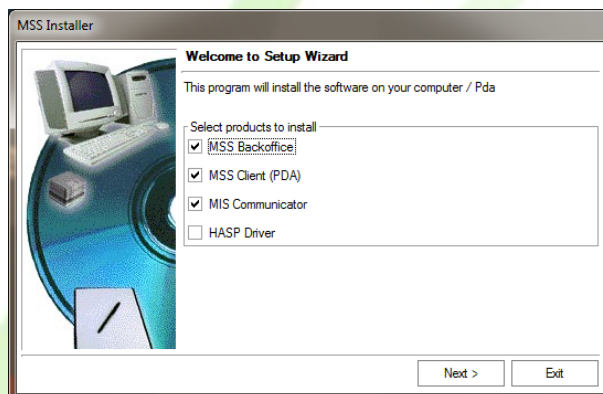 MSS Installer
Welcome to Setup Wizard
This program will install the software on your computer / Pda
Select products to install
MSS Backoffice
MSS Client (PDA)
MIS Communicator
HASP Driver
Next >
Exit